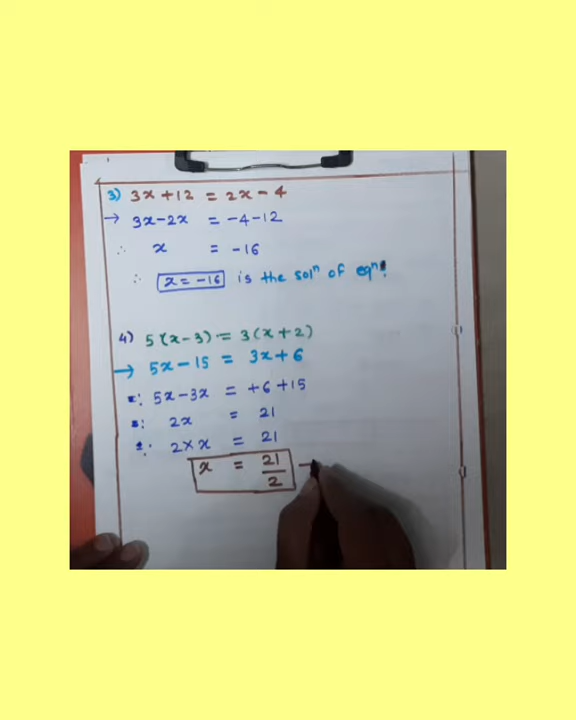 3) 3x + 12 = 2x - 4
→ 3x - 2x = -4 - 12
∴ x = -16
∴ x = -16 is the solⁿ of eqⁿ.
4) 5(x - 3) = 3(x + 2)
→ 5x - 15 = 3x + 6
∴ 5x - 3x = +6 + 15
∴ 2x = 21
∴ 2 × x = 21
x = 21/2